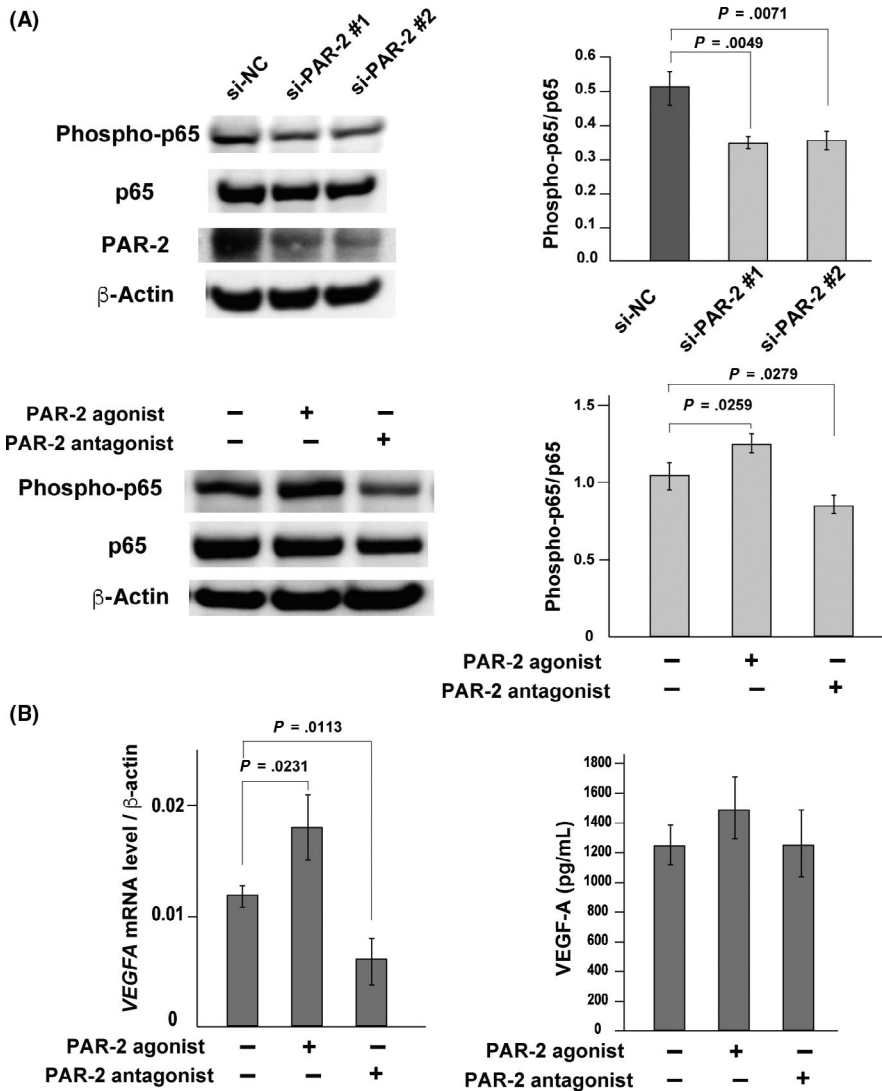 (A)
si-NC
si-PAR-2 #1
si-PAR-2 #2
Phospho-p65
p65
PAR-2
β-Actin
P = .0071
P = .0049
Phospho-p65/p65
0.6
0.5
0.4
0.3
0.2
0.1
0.0
si-NC
si-PAR-2 #1
si-PAR-2 #2
PAR-2 agonist − + −
PAR-2 antagonist − − +
Phospho-p65
p65
β-Actin
P = .0279
P = .0259
Phospho-p65/p65
1.5
1.0
1.5
0
PAR-2 agonist − + −
PAR-2 antagonist − − +
(B)
P = .0113
P = .0231
VEGFA mRNA level / β-actin
0.02
0.01
0
PAR-2 agonist − + −
PAR-2 antagonist − − +
VEGF-A (pg/mL)
1800
1600
1400
1200
1000
800
600
400
200
0
PAR-2 agonist − + −
PAR-2 antagonist − − +